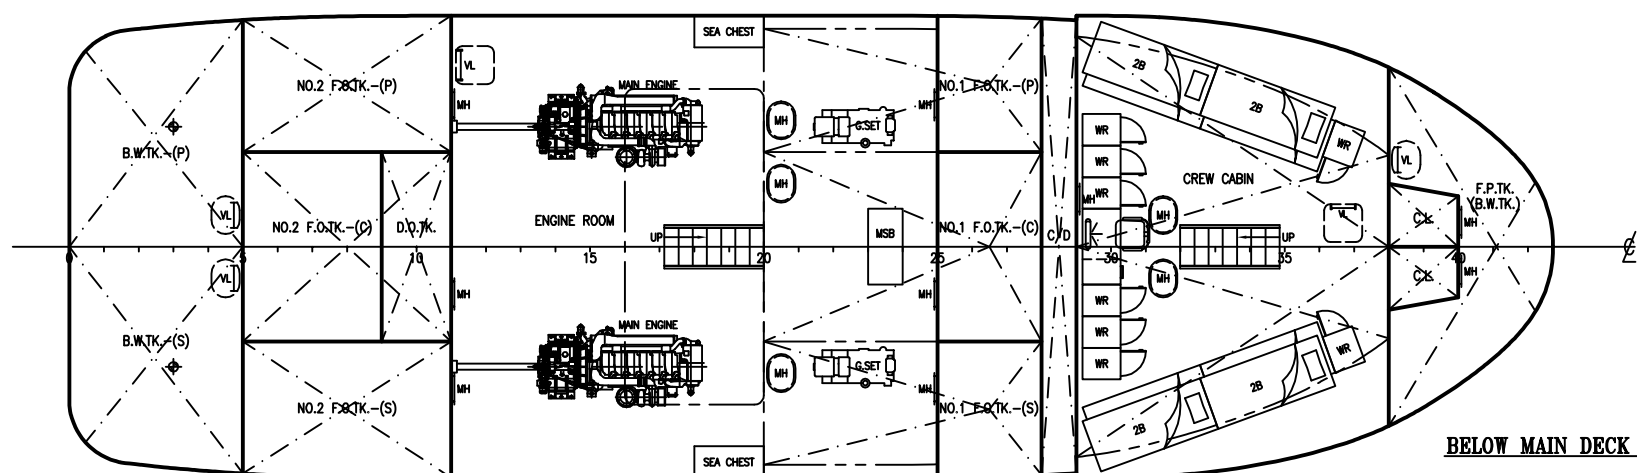 SEA CHEST
2B
VL
MAIN ENGINE
NO.2 F.O.TK.-(P)
MH
NO.1 F.O.TK.-(P)
2B
MH
G.SET
WR
WR
B.W.TK.-(P)
WR
VL
MH
CREW CABIN
WR
MH
F.P.TK.
(B.W.TK.)
VL
MH
VL
NO.2 F.O.TK.-(C)
D.O.TK.
ENGINE ROOM
MSB
NO.1 F.O.TK.-(C)
C/D
C.L
MH
UP
UP
0
5
10
15
20
25
30
35
40
VL
MH
C.L
MH
MH
MH
WR
MAIN ENGINE
WR
B.W.TK.-(S)
WR
WR
G.SET
MH
MH
MH
2B
NO.2 F.O.TK.-(S)
NO.1 F.O.TK.-(S)
2B
SEA CHEST
BELOW MAIN DECK